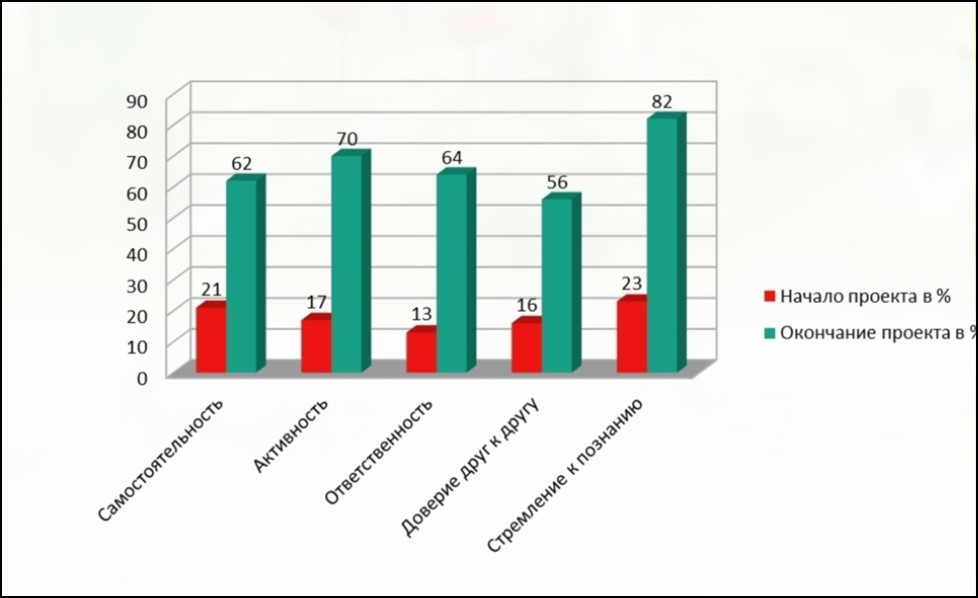 90
80
70
60
50
40
30
20
10
0
21
62
17
70
13
64
16
56
23
82
Самостоятельность
Активность
Ответственность
Доверие друг к другу
Стремление к познанию
Начало проекта в %
Окончание проекта в %